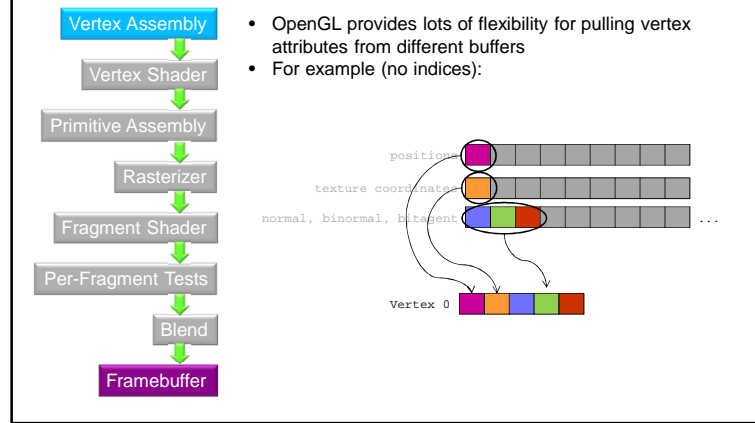 Vertex Assembly
Vertex Shader
Primitive Assembly
Rasterizer
Fragment Shader
Per-Fragment Tests
Blend
Framebuffer
• OpenGL provides lots of flexibility for pulling vertex
attributes from different buffers
• For example (no indices):
positions
texture coordinates
normal, binormal, bitagent
...
Vertex 0